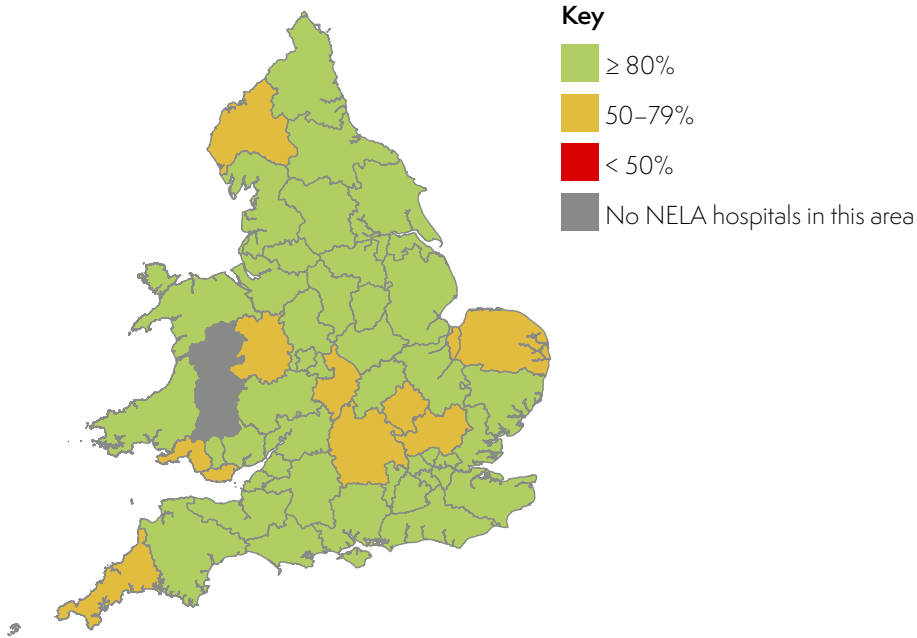 Key
≥ 80%
50–79%
< 50%
No NELA hospitals in this area